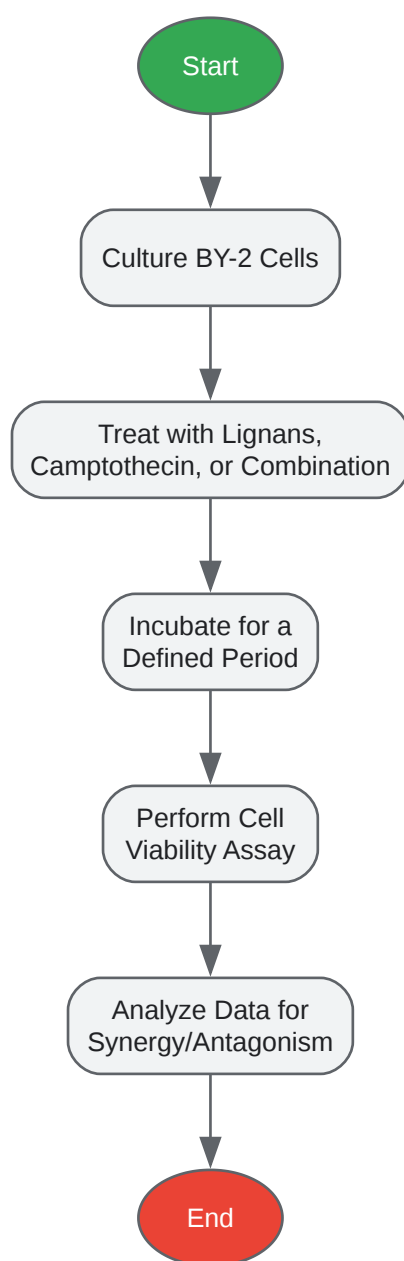 Start
Culture BY-2 Cells
Treat with Lignans,
Camptothecin, or Combination
Incubate for a
Defined Period
Perform Cell
Viability Assay
Analyze Data for
Synergy/Antagonism
End